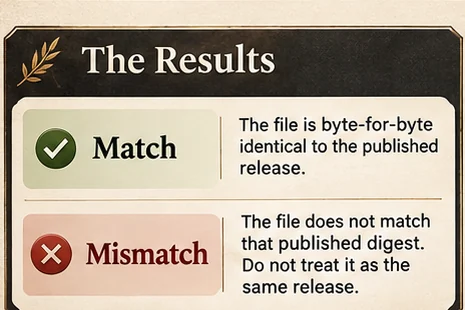 The Results
Match
The file is byte-for-byte
identical to the published
release.
Mismatch
The file does not match
that published digest.
Do not treat it as the
same release.